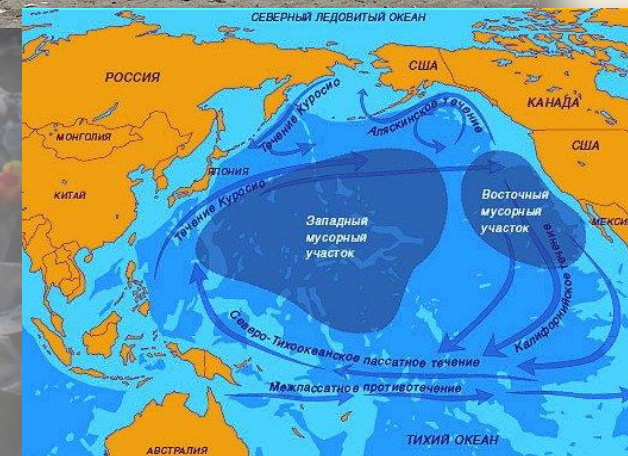 СЕВЕРНЫЙ ЛЕДОВИТЫЙ ОКЕАН
РОССИЯ
США
КАНАДА
Течение Куросио
Аляскинское течение
МОНГОЛИЯ
США
ЯПОНИЯ
КИТАЙ
Течение Куросио
Западный
мусорный
участок
Восточный
мусорный
участок
МЕКСИ
Калифорнийское течение
Северо-Тихоокеанское пассатное течение
Межпассатное противотечение
АВСТРАЛИЯ
ТИХИЙ ОКЕАН